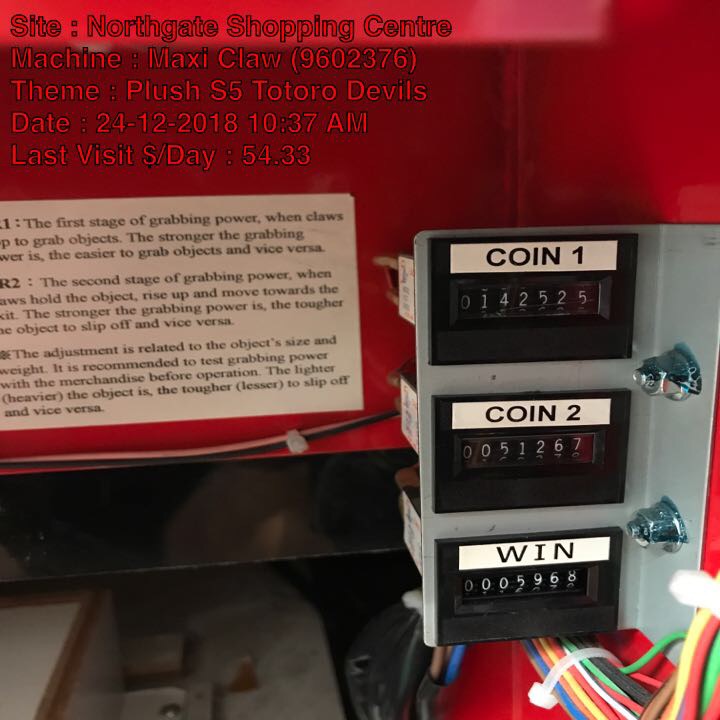 Site : Northgate Shopping Centre
Machine : Maxi Claw (9602376)
Theme : Plush S5 Totoro Devils
Date : 24-12-2018 10:37 AM
Last Visit $/Day : 54.33
1 : The first stage of grabbing power, when claws
to grab objects. The stronger the grabbing
is, the easier to grab objects and vice versa.
R2 : The second stage of grabbing power, when
hold the object, rise up and move towards the
The stronger the grabbing power is, the tougher
object to slip off and vice versa.
※The adjustment is related to the object's size and
weight. It is recommended to test grabbing power
with the merchandise before operation. The lighter
(heavier) the object is, the tougher (lesser) to slip off
and vice versa.
COIN 1
0142525
COIN 2
0051267
WIN
0005968